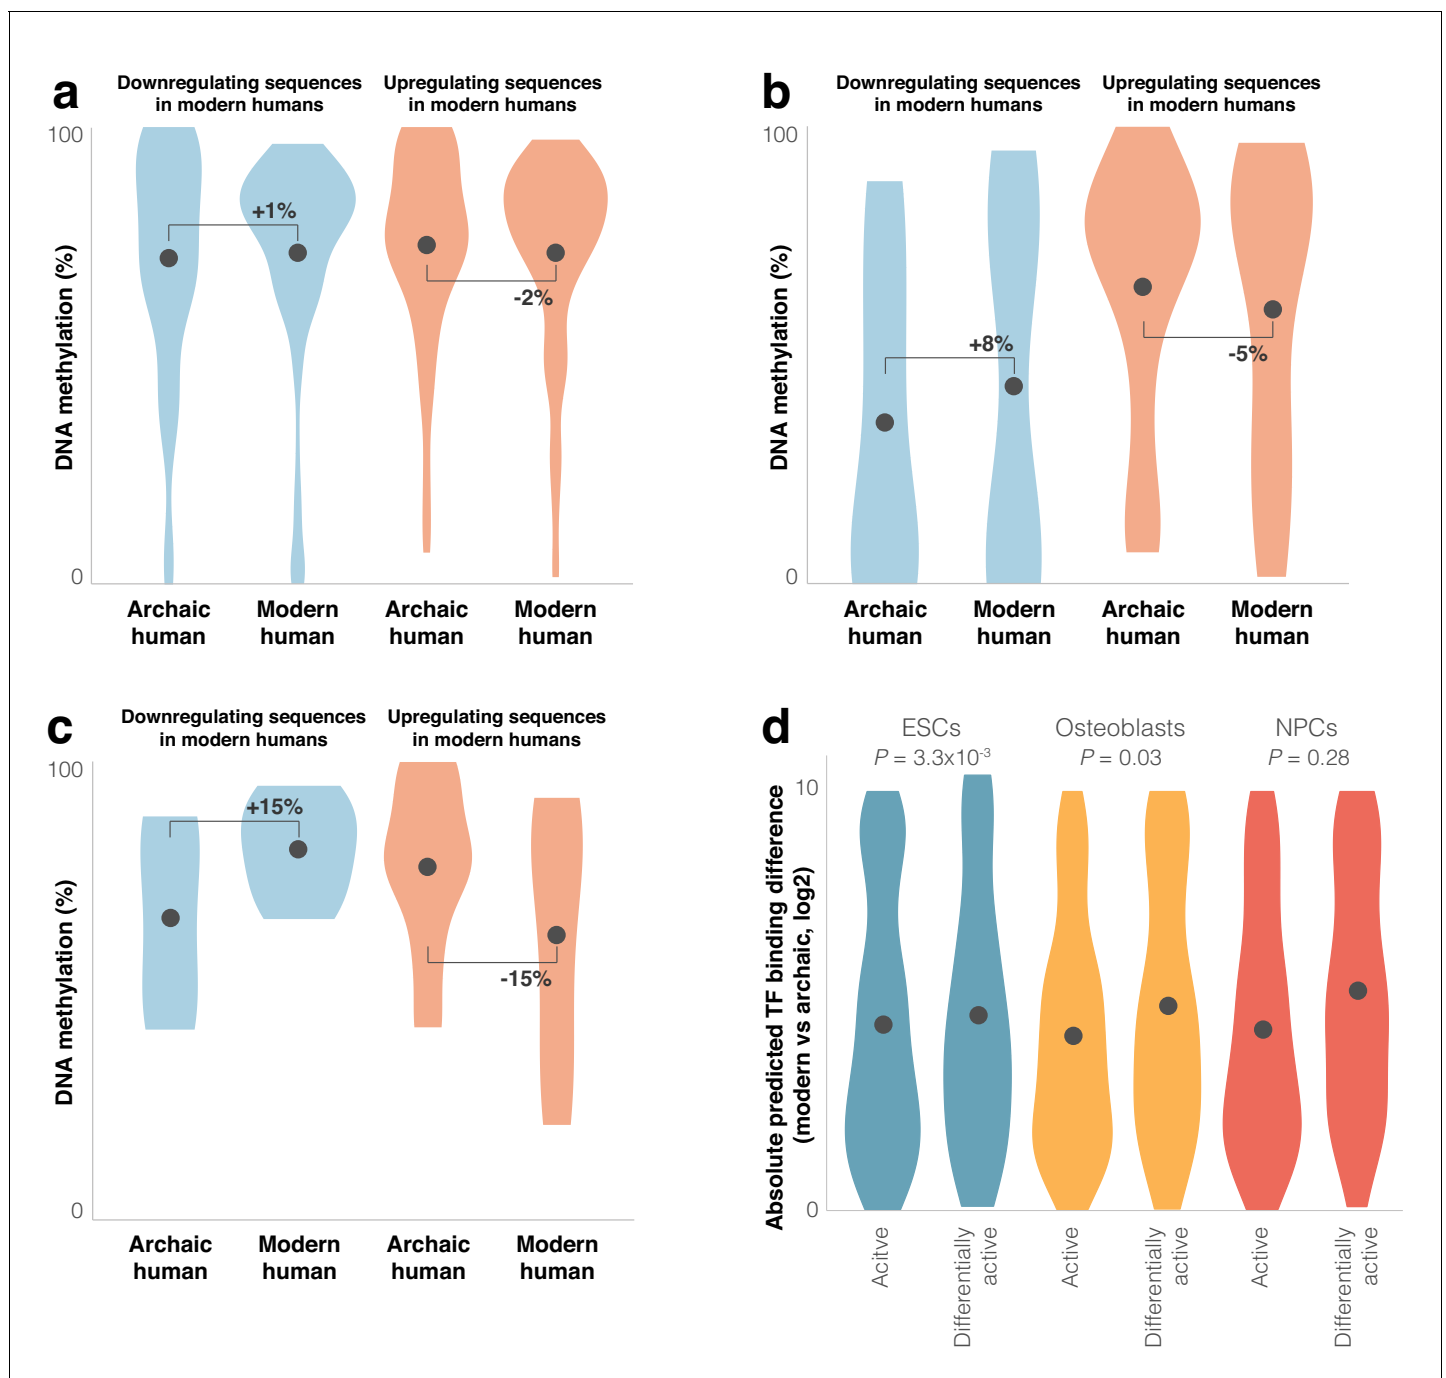 a
Downregulating sequences
in modern humans
Upregulating sequences
in modern humans
100
DNA methylation (%)
+1%
-2%
0
Archaic
human
Modern
human
Archaic
human
Modern
human
b
Downregulating sequences
in modern humans
Upregulating sequences
in modern humans
100
DNA methylation (%)
+8%
-5%
0
Archaic
human
Modern
human
Archaic
human
Modern
human
c
Downregulating sequences
in modern humans
Upregulating sequences
in modern humans
100
DNA methylation (%)
+15%
-15%
0
Archaic
human
Modern
human
Archaic
human
Modern
human
d
ESCs
P = 3.3x10⁻³
Osteoblasts
P = 0.03
NPCs
P = 0.28
10
Absolute predicted TF binding difference
(modern vs archaic, log2)
0
Acitve
Differentially
active
Active
Differentially
active
Active
Differentially
active